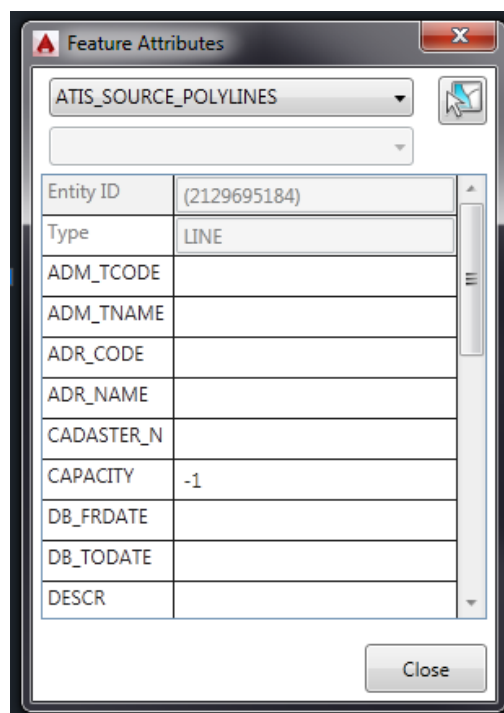 Feature Attributes
ATIS_SOURCE_POLYLINES
Entity ID (2129695184)
Type LINE
ADM_TCODE
ADM_TNAME
ADR_CODE
ADR_NAME
CADASTER_N
CAPACITY -1
DB_FRDATE
DB_TODATE
DESCR
Close